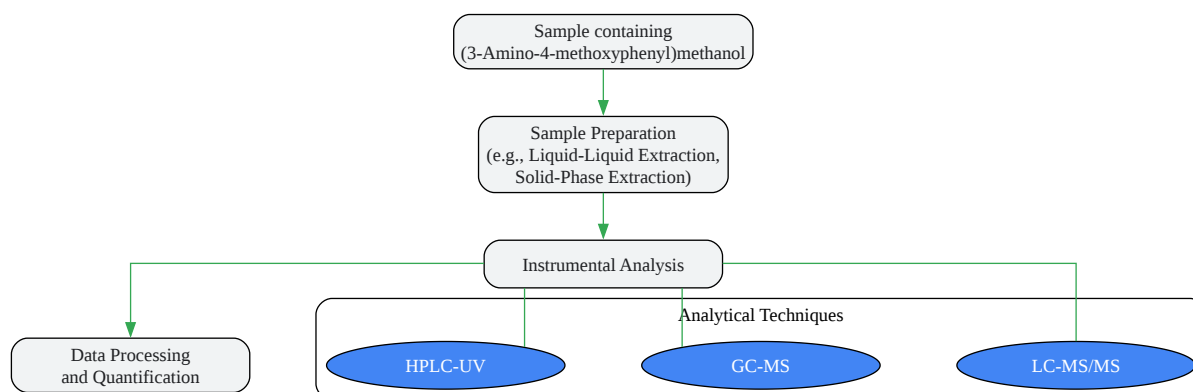 Sample containing
(3-Amino-4-methoxyphenyl)methanol
Sample Preparation
(e.g., Liquid-Liquid Extraction,
Solid-Phase Extraction)
Instrumental Analysis
Analytical Techniques
Data Processing
and Quantification
HPLC-UV
GC-MS
LC-MS/MS